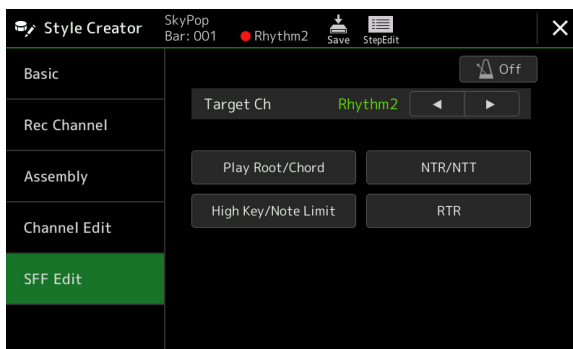 Style Creator
SkyPop
Bar: 001
Rhythm2
Save
StepEdit
Basic
Off
Target Ch
Rhythm2
Rec Channel
Assembly
Play Root/Chord
NTR/NTT
High Key/Note Limit
RTR
Channel Edit
SFF Edit